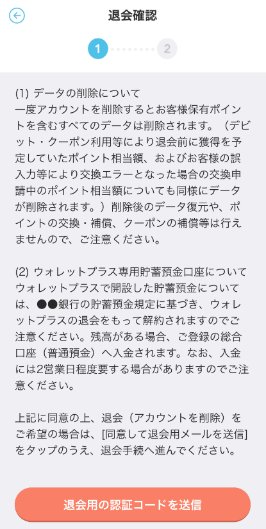 退会確認
1 2
(1) データの削除について
一度アカウントを削除するとお客様保有ポイン
トを含むすべてのデータは削除されます。（デビ
ット・クーポン利用等により退会前に獲得を予
定していたポイント相当額、およびお客様の誤
入力等により交換エラーとなった場合の交換申
請中のポイント相当額についても同様にデータ
が削除されます。）削除後のデータ復元や、ポ
イントの交換・補償、クーポンの補償等は行え
ませんので、ご注意ください。
(2) ウォレットプラス専用貯蓄預金口座について
ウォレットプラスで開設した貯蓄預金について
は、●●銀行の貯蓄預金規定に基づき、ウォレ
ットプラスの退会をもって解約されますのでご
注意ください。残高がある場合、ご登録の総合
口座（普通預金）へ入金されます。なお、入金
には2営業日程度要する場合がありますのでご注
意ください。
上記に同意の上、退会（アカウントを削除）を
ご希望の場合は、[同意して退会用メールを送信]
をタップのうえ、退会手続へ進んでください。
退会用の認証コードを送信